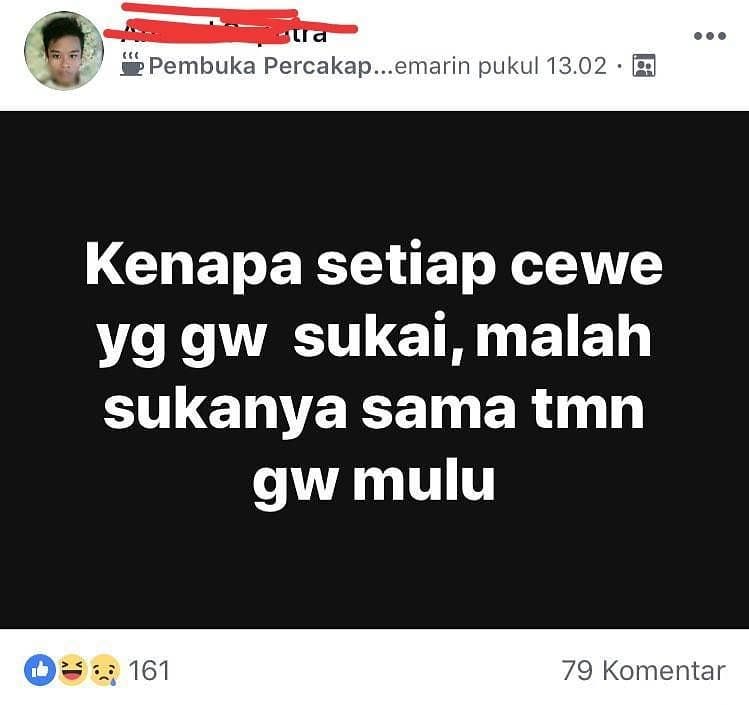 Pembuka Percakap...emarin pukul 13.02 ·
Kenapa setiap cewe
yg gw sukai, malah
sukanya sama tmn
gw mulu
161
79 Komentar